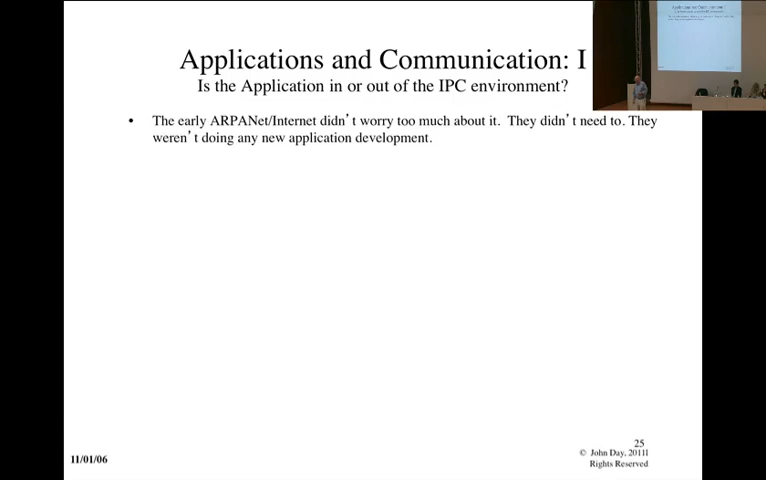 Applications and Communication: I
Is the Application in or out of the IPC environment?
• The early ARPANet/Internet didn’t worry too much about it. They didn’t need to. They
weren’t doing any new application development.
25
11/01/06
© John Day, 2011l
Rights Reserved